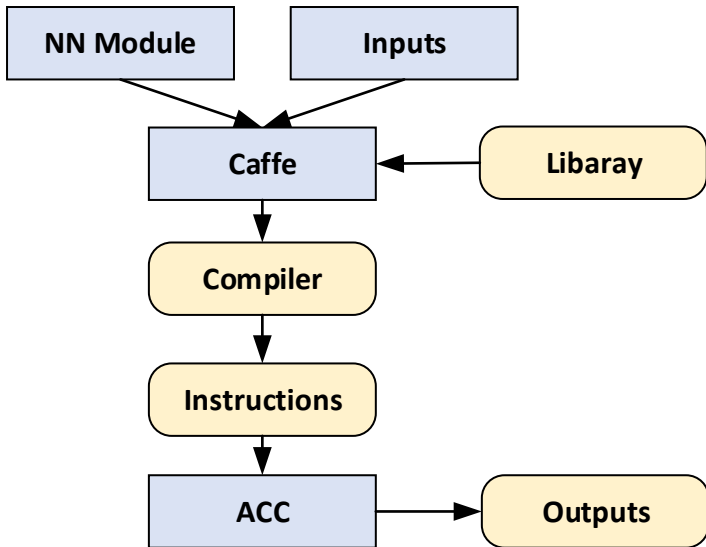 NN Module
Inputs
Caffe
Libaray
Compiler
Instructions
ACC
Outputs